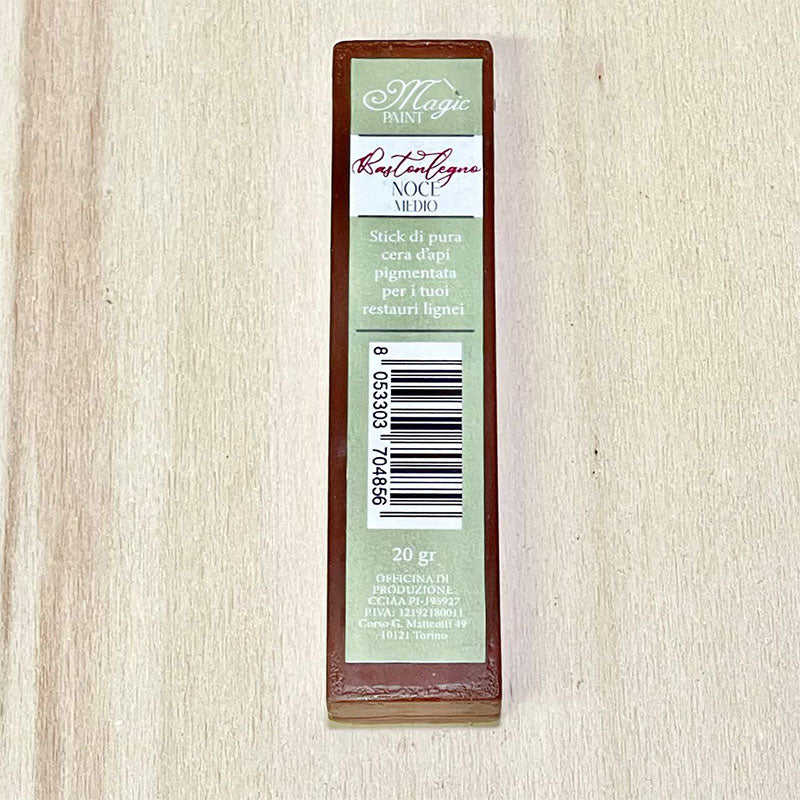 Magic
PAINT
Bastonlegno
NOCE
MEDIO
Stick di pura
cera d'api
pigmentata
per i tuoi
restauri lignei
8 053303 704856
20 gr
OFFICINA DI
PRODUZIONE
CCIAA PI-195927
P.IVA: 12192180011
Corso G. Matteotti 49
10121 Torino